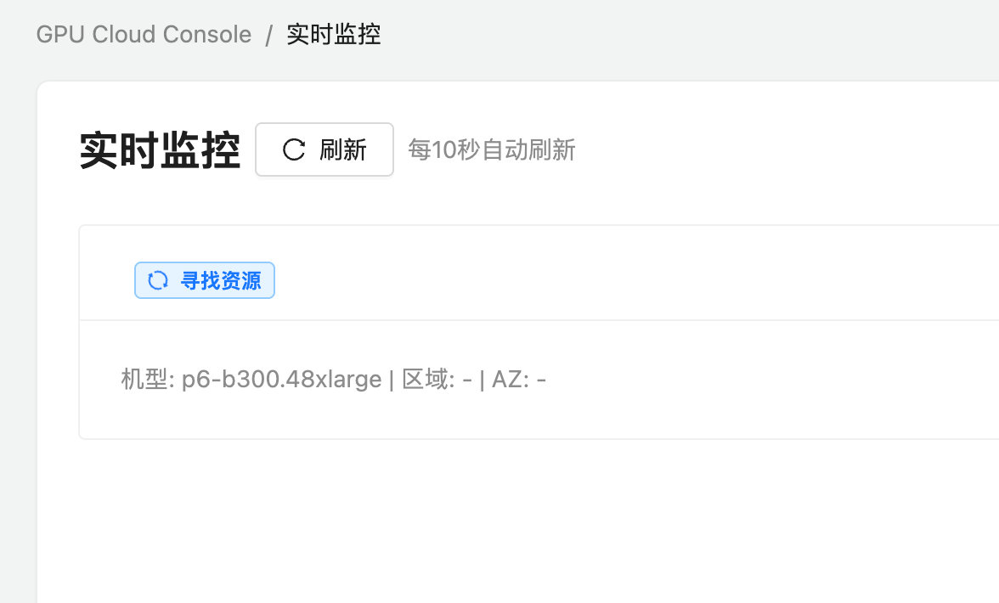 GPU Cloud Console / 实时监控
实时监控 刷新 每10秒自动刷新
寻找资源
机型: p6-b300.48xlarge | 区域: - | AZ: -